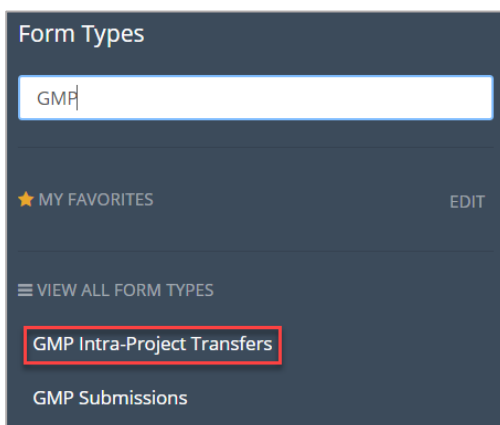 Form Types
GMP
MY FAVORITES EDIT
VIEW ALL FORM TYPES
GMP Intra-Project Transfers
GMP Submissions